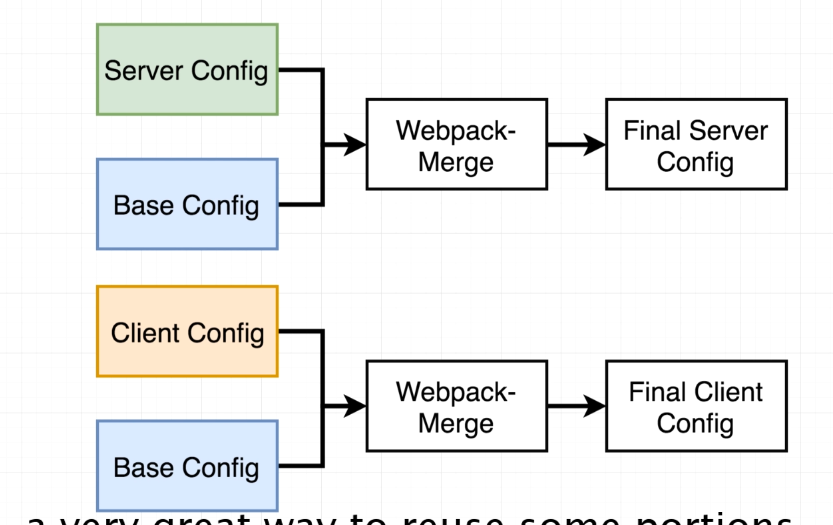 Server Config
Webpack-
Merge
Final Server
Config
Base Config
Client Config
Webpack-
Merge
Final Client
Config
Base Config
a very great way to reuse some portions